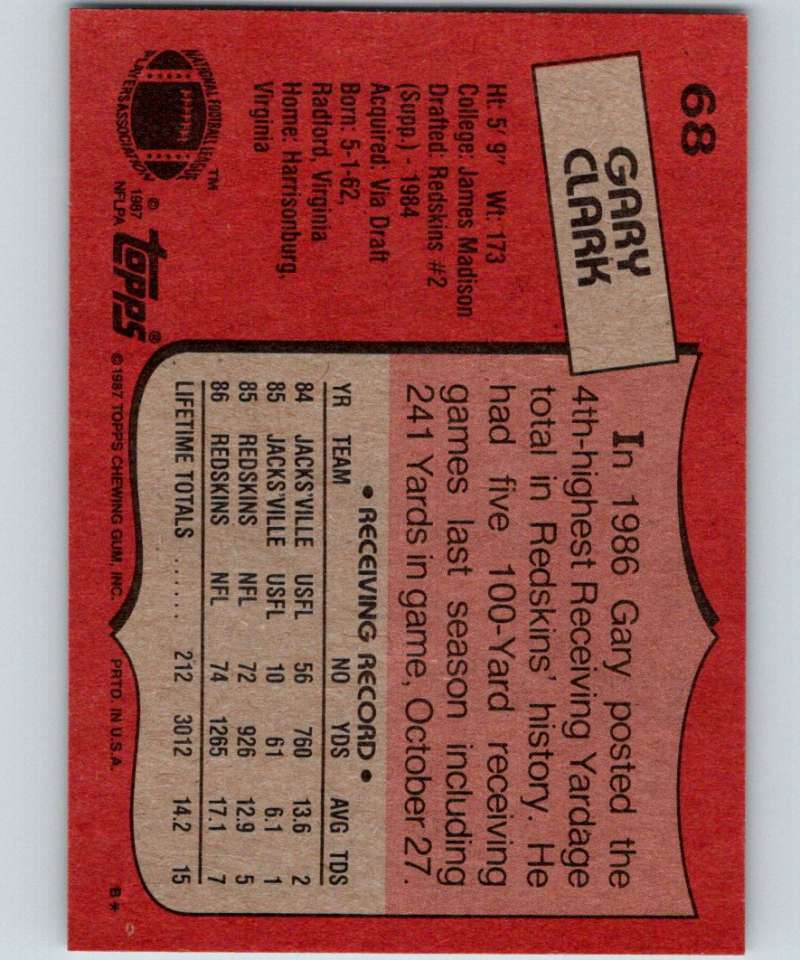 68
GARY
CLARK
Ht: 5' 9" Wt: 173
College: James Madison
Drafted: Redskins #2
(Supp.) - 1984
Acquired: Via Draft
Born: 5-1-62,
Radford, Virginia
Home: Harrisonburg,
Virginia
NATIONAL FOOTBALL LEAGUE
PLAYERS ASSOCIATION
™
© 1987
NFLPA
topps®
In 1986 Gary posted the
4th-highest Receiving Yardage
total in Redskins' history. He
had five 100-Yard receiving
games last season including
241 Yards in game, October 27.
• RECEIVING RECORD •
YR TEAM NO YDS AVG TDS
84 JACKS'VILLE USFL 56 760 13.6 2
85 JACKS'VILLE USFL 10 61 6.1 1
85 REDSKINS NFL 72 926 12.9 5
86 REDSKINS NFL 74 1265 17.1 7
LIFETIME TOTALS ...... 212 3012 14.2 15
© 1987 TOPPS CHEWING GUM, INC. PRTD. IN U.S.A. B*